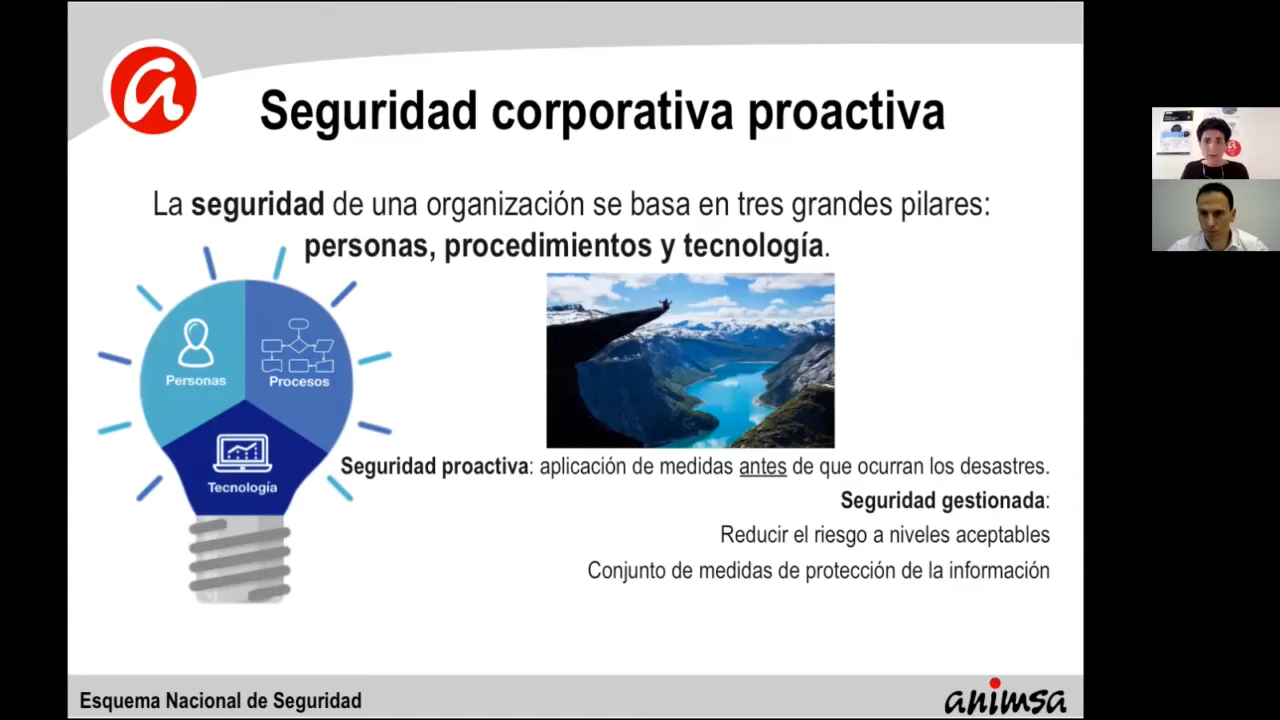 Seguridad corporativa proactiva
La seguridad de una organización se basa en tres grandes pilares:
personas, procedimientos y tecnología.
Personas
Procesos
Tecnología
Seguridad proactiva: aplicación de medidas antes de que ocurran los desastres.
Seguridad gestionada:
Reducir el riesgo a niveles aceptables
Conjunto de medidas de protección de la información
Esquema Nacional de Seguridad
animsa